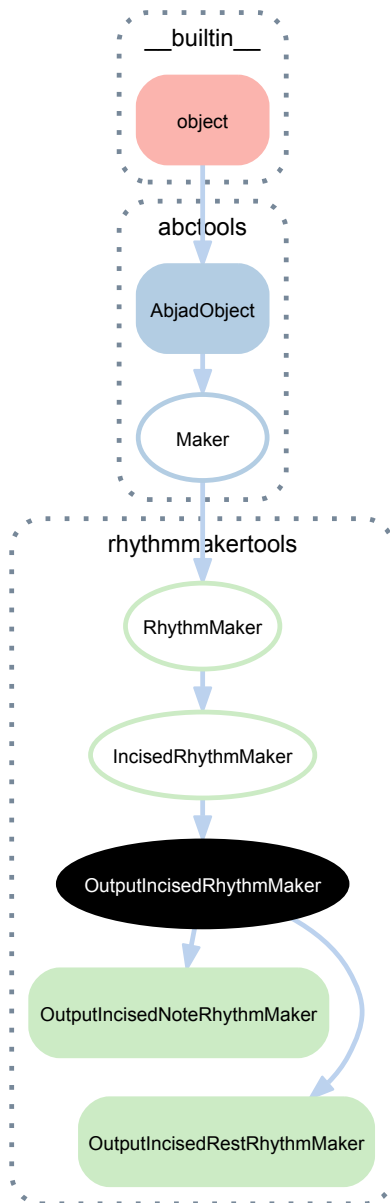 __builtin__
object
abctools
AbjadObject
Maker
rhythmmakertools
RhythmMaker
IncisedRhythmMaker
OutputIncisedRhythmMaker
OutputIncisedNoteRhythmMaker
OutputIncisedRestRhythmMaker